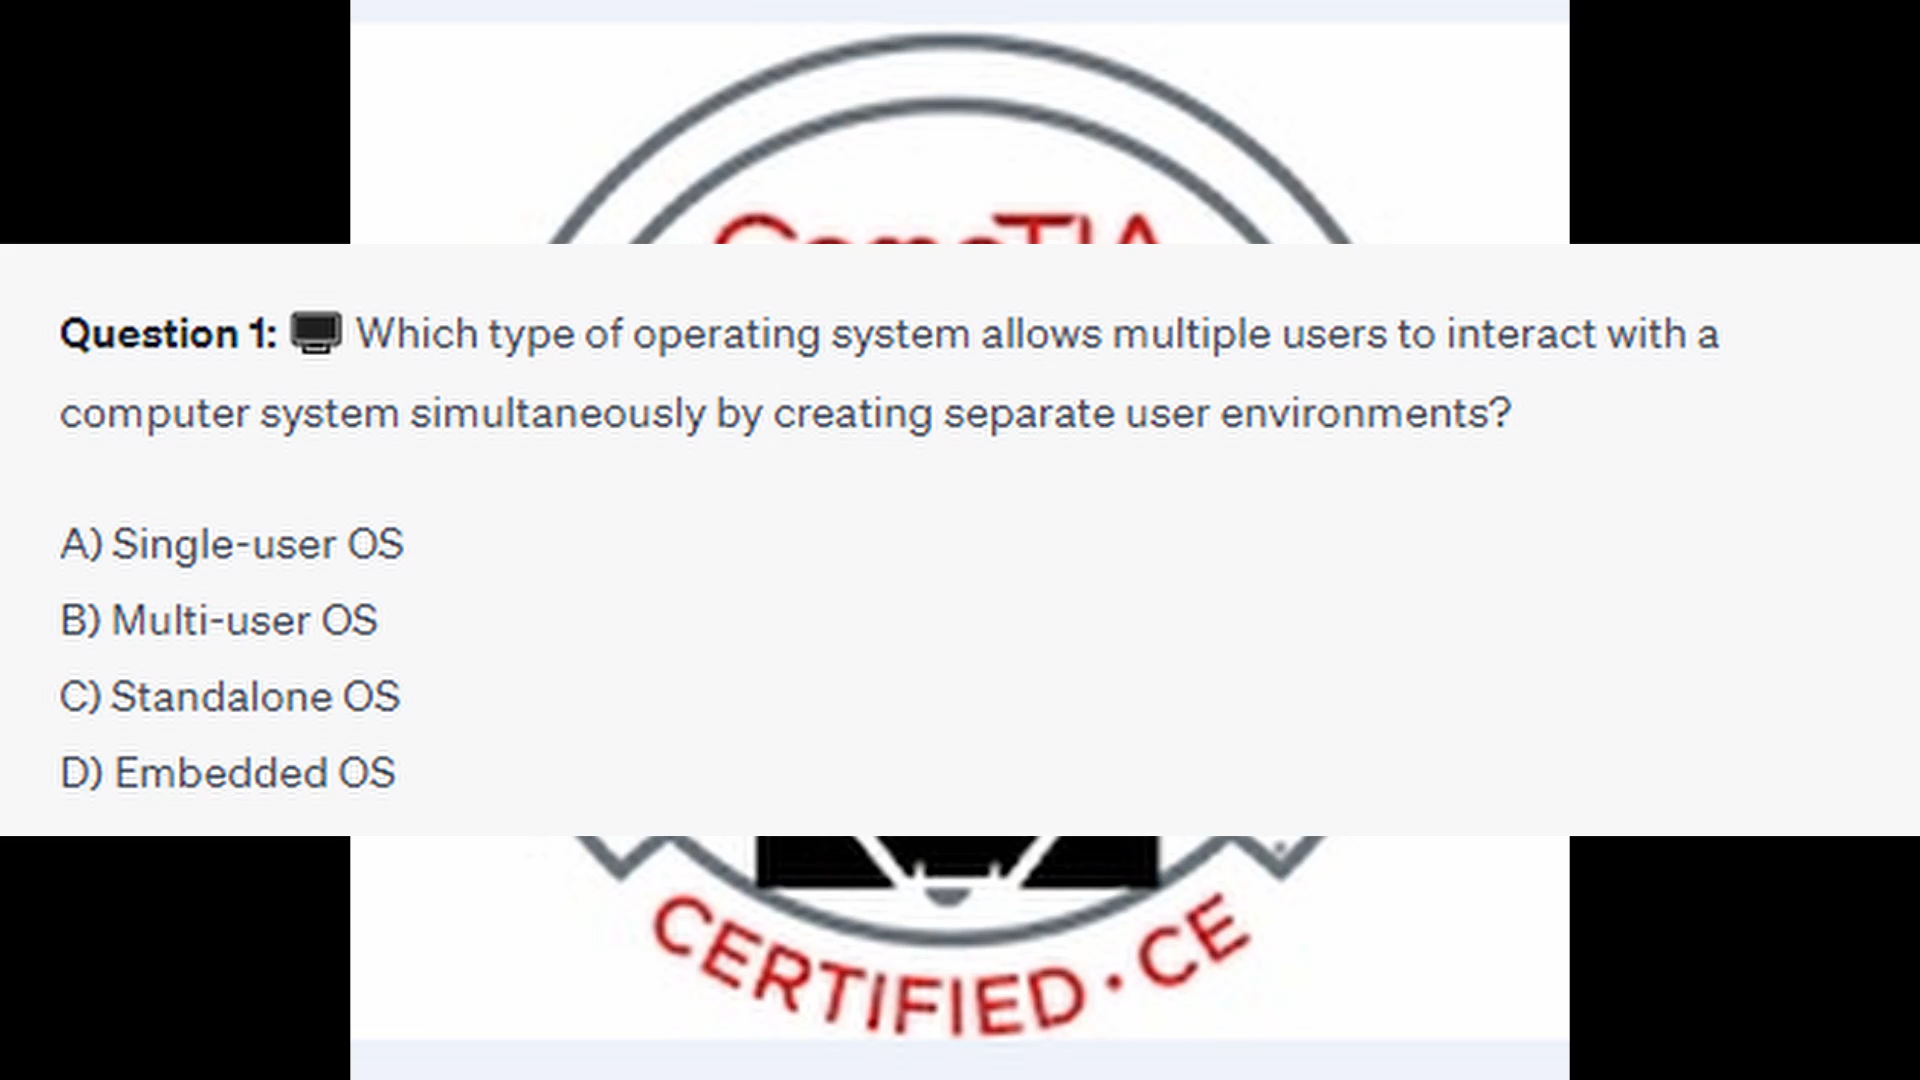 CompTIA
Question 1: 🖥 Which type of operating system allows multiple users to interact with a
computer system simultaneously by creating separate user environments?
A) Single-user OS
B) Multi-user OS
C) Standalone OS
D) Embedded OS
CERTIFIED · CE